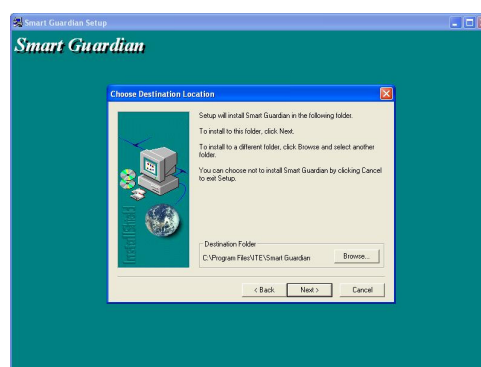 Smart Guardian Setup
Smart Guardian
Choose Destination Location
Setup will install Smart Guardian in the following folder.
To install to this folder, click Next.
To install to a different folder, click Browse and select another
folder.
You can choose not to install Smart Guardian by clicking Cancel
to exit Setup.
InstallShield
Destination Folder
C:\Program Files\ITE\Smart Guardian
Browse...
< Back
Next >
Cancel